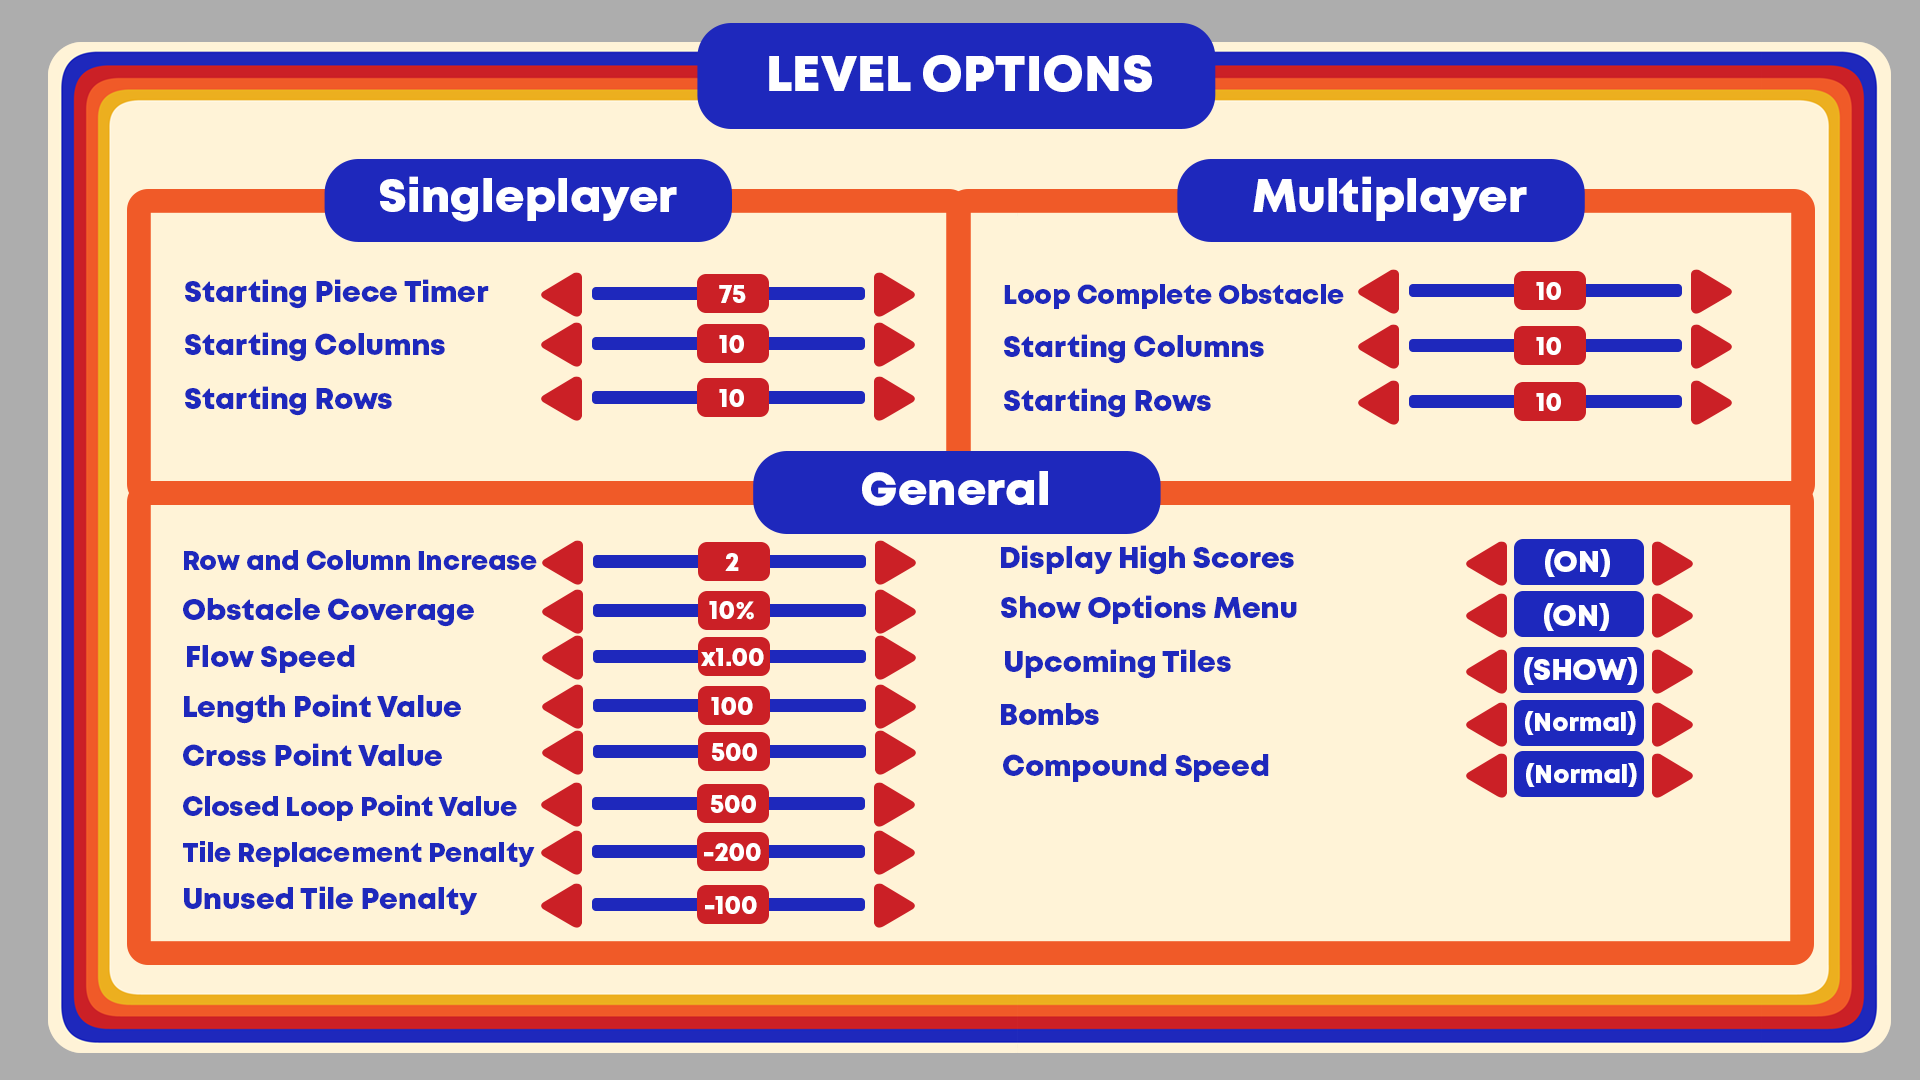 LEVEL OPTIONS
Singleplayer
Starting Piece Timer 75
Starting Columns 10
Starting Rows 10
Multiplayer
Loop Complete Obstacle 10
Starting Columns 10
Starting Rows 10
General
Row and Column Increase 2
Obstacle Coverage 10%
Flow Speed x1.00
Length Point Value 100
Cross Point Value 500
Closed Loop Point Value 500
Tile Replacement Penalty -200
Unused Tile Penalty -100
Display High Scores (ON)
Show Options Menu (ON)
Upcoming Tiles (SHOW)
Bombs (Normal)
Compound Speed (Normal)